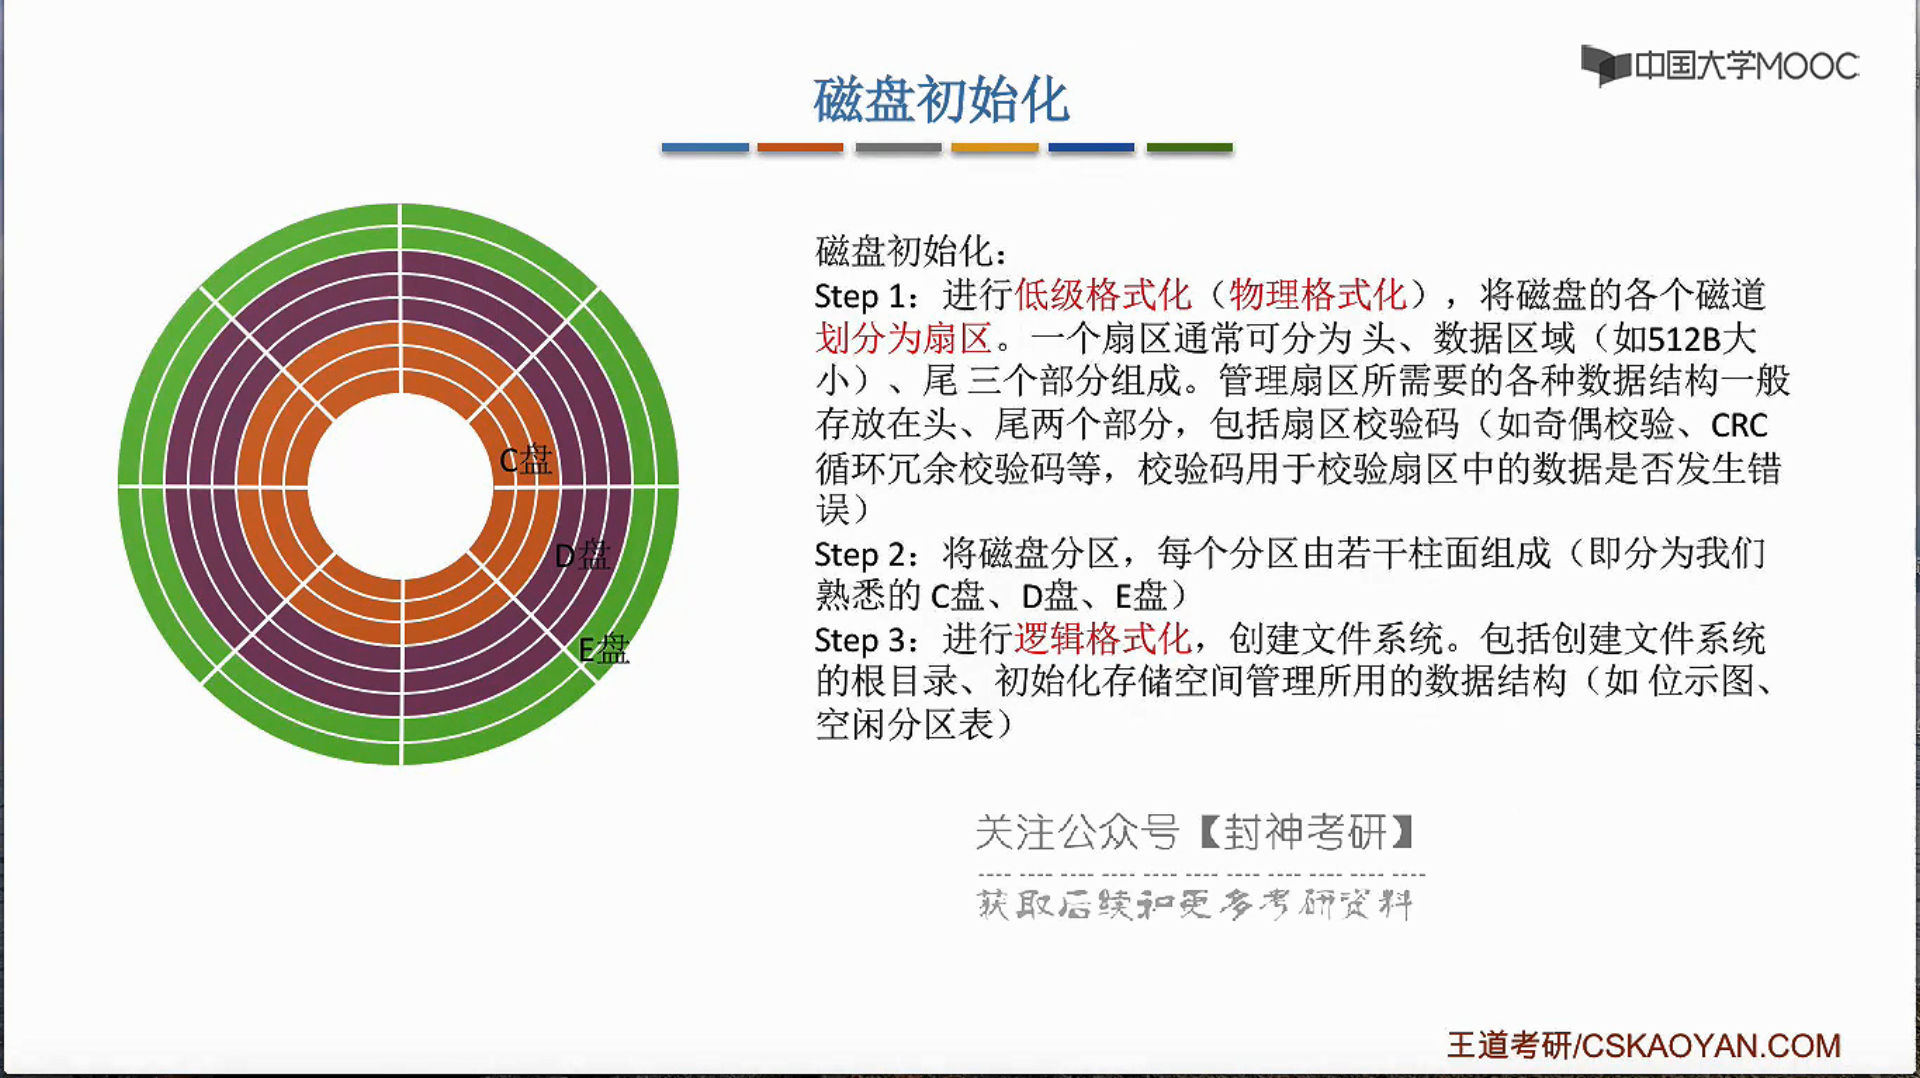 中国大学MOOC
磁盘初始化
C盘
D盘
E盘
磁盘初始化：
Step 1：进行低级格式化（物理格式化），将磁盘的各个磁道
划分为扇区。一个扇区通常可分为 头、数据区域（如512B大
小）、尾 三个部分组成。管理扇区所需要的各种数据结构一般
存放在头、尾两个部分，包括扇区校验码（如奇偶校验、CRC
循环冗余校验码等，校验码用于校验扇区中的数据是否发生错
误）
Step 2：将磁盘分区，每个分区由若干柱面组成（即分为我们
熟悉的 C盘、D盘、E盘）
Step 3：进行逻辑格式化，创建文件系统。包括创建文件系统
的根目录、初始化存储空间管理所用的数据结构（如 位示图、
空闲分区表）
关注公众号【封神考研】
获取后续和更多考研资料
王道考研/CSKAOYAN.COM